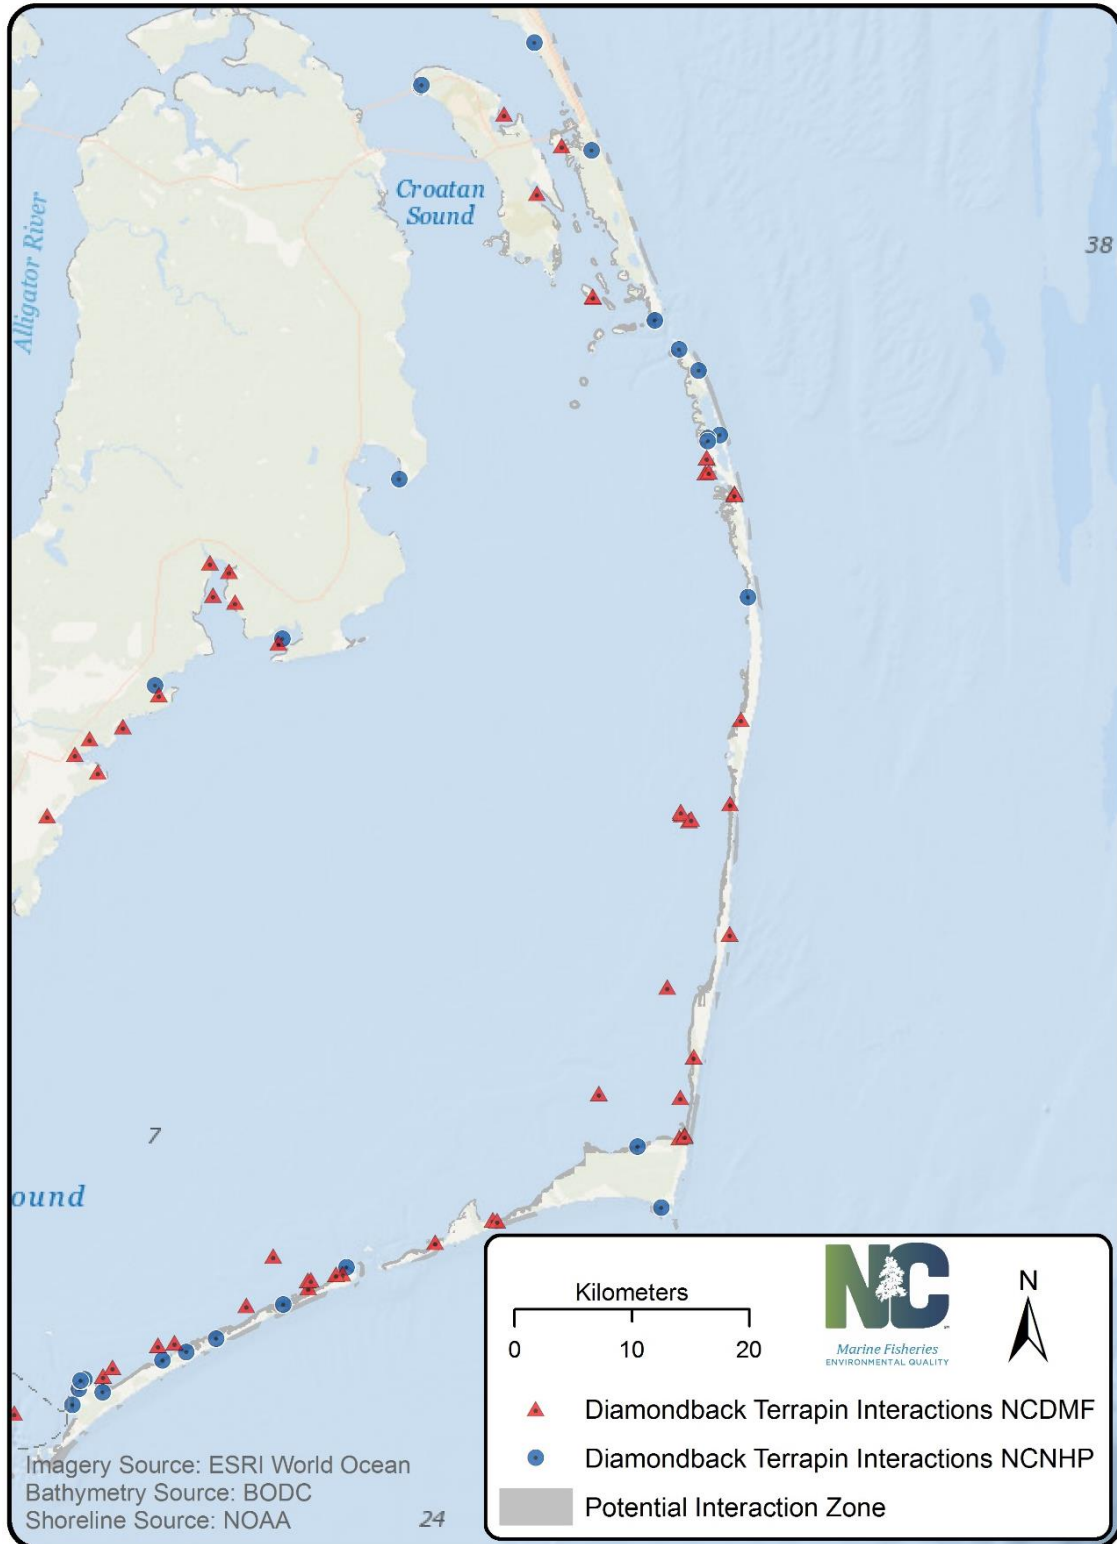 Croatan
Sound
Alligator River
38
7
ound
24
Kilometers
0 10 20
NC
Marine Fisheries
ENVIRONMENTAL QUALITY
N
Diamondback Terrapin Interactions NCDMF
Diamondback Terrapin Interactions NCNHP
Potential Interaction Zone
Imagery Source: ESRI World Ocean
Bathymetry Source: BODC
Shoreline Source: NOAA